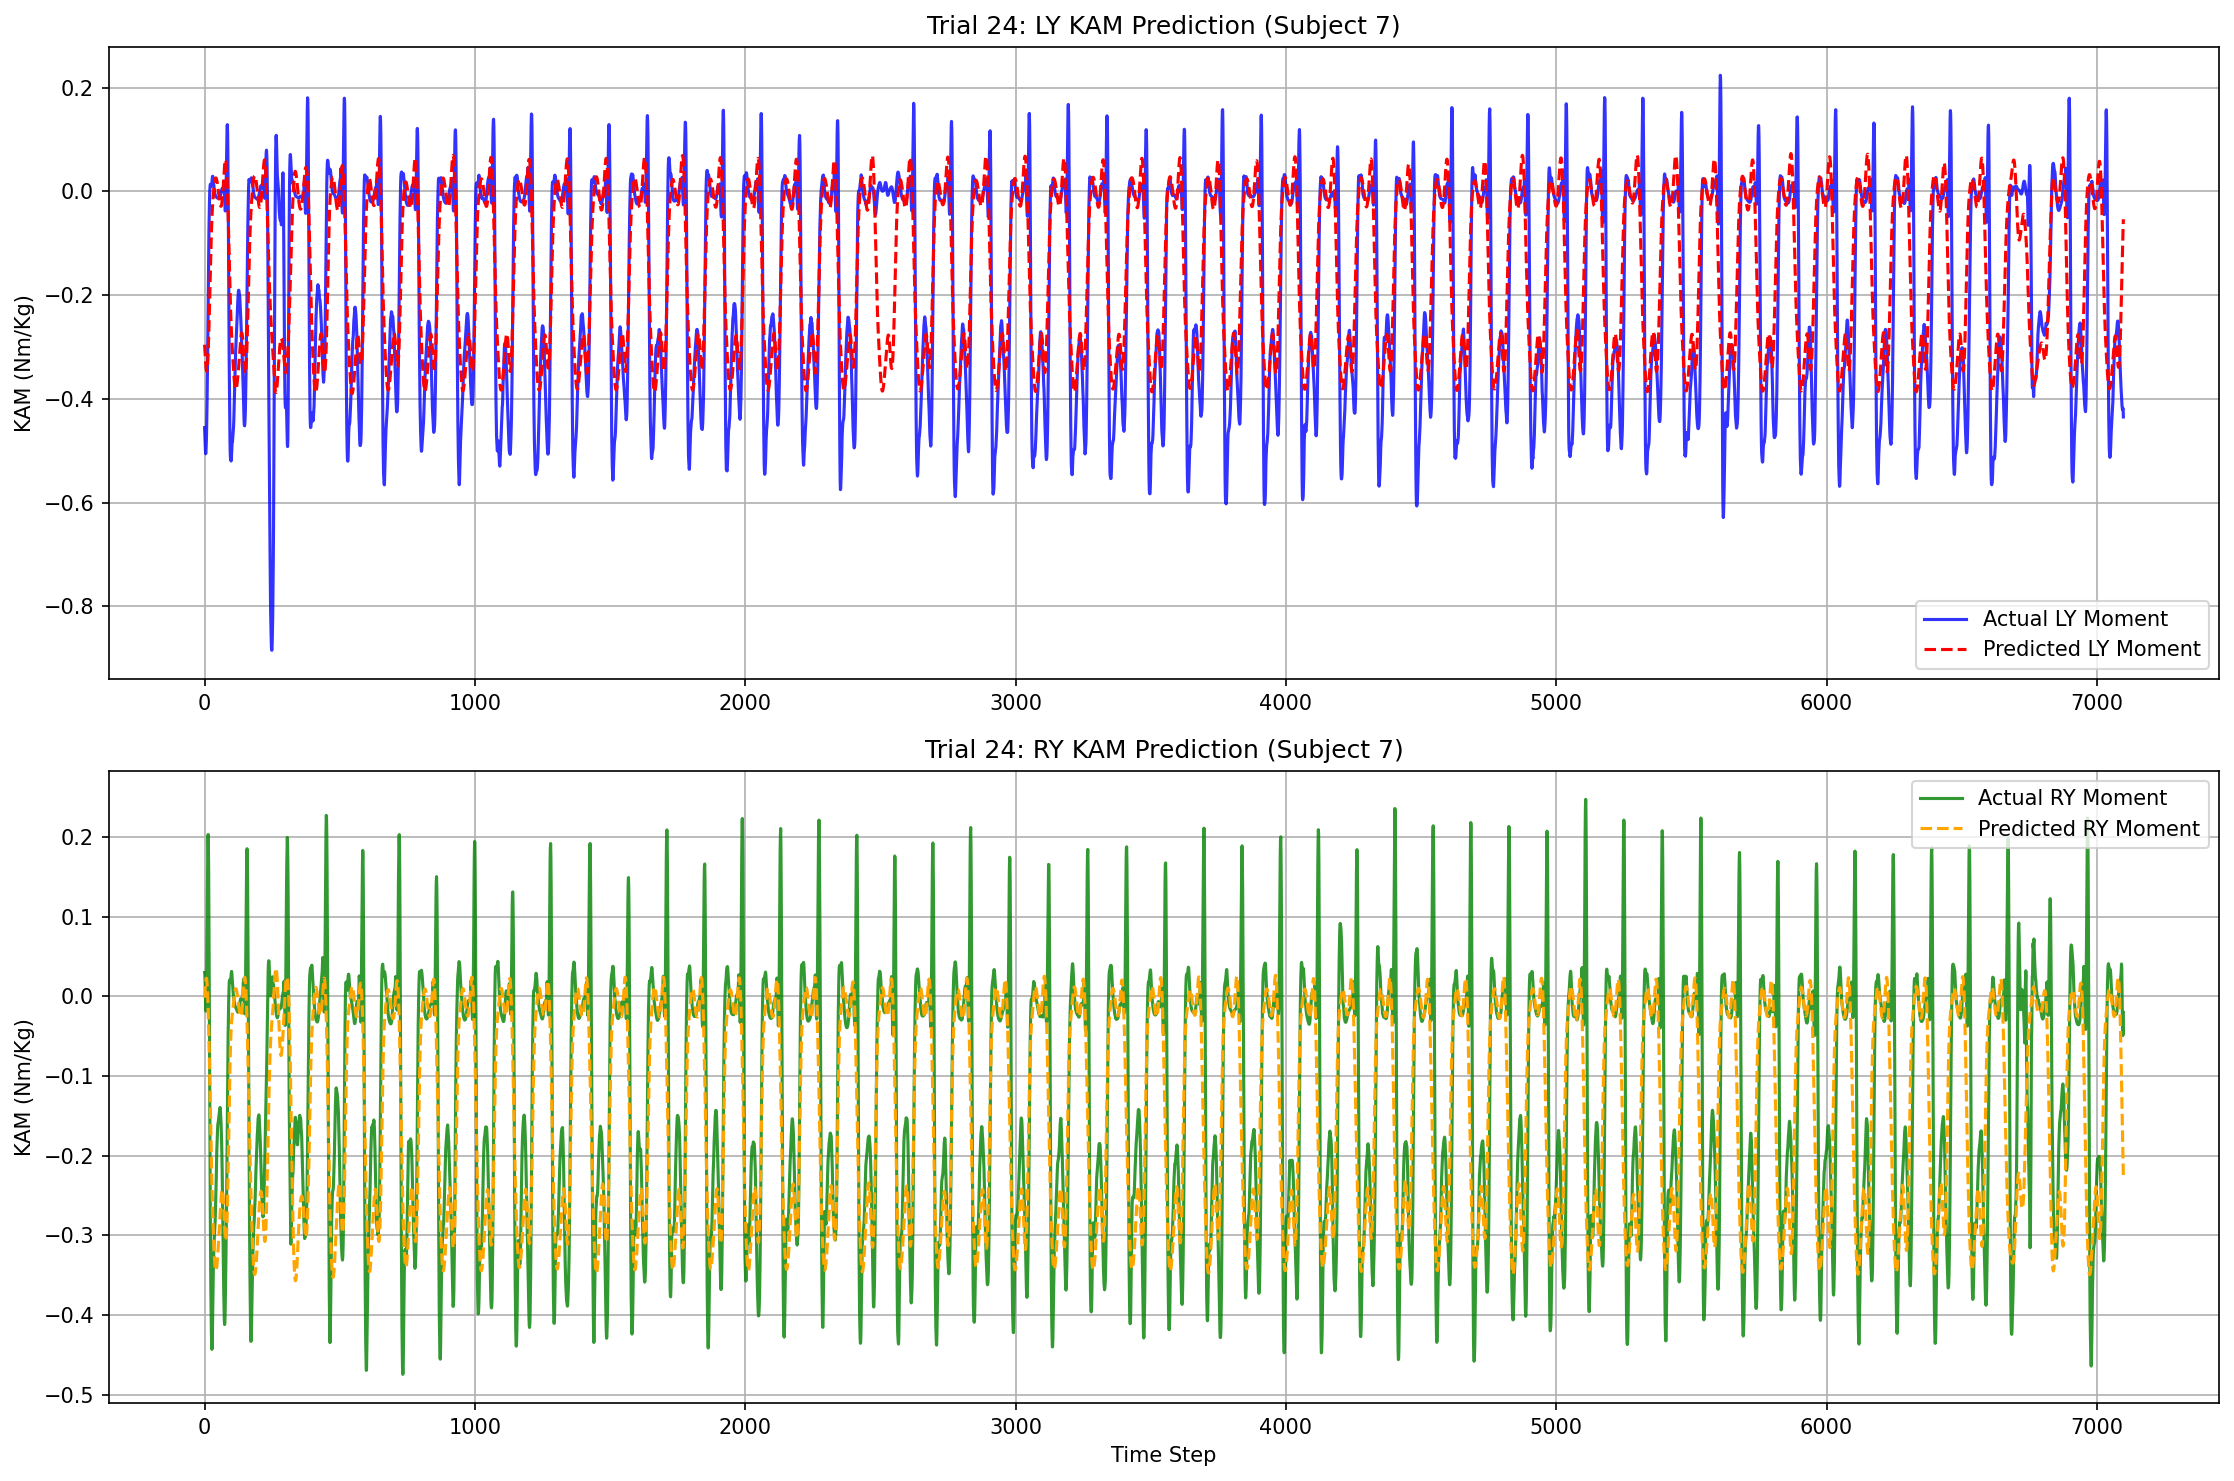 Trial 24: LY KAM Prediction (Subject 7)
KAM (Nm/Kg)
0.2
0.0
−0.2
−0.4
−0.6
−0.8
Actual LY Moment
Predicted LY Moment
0 1000 2000 3000 4000 5000 6000 7000
Trial 24: RY KAM Prediction (Subject 7)
KAM (Nm/Kg)
Actual RY Moment
Predicted RY Moment
0.2
0.1
0.0
−0.1
−0.2
−0.3
−0.4
−0.5
0 1000 2000 3000 4000 5000 6000 7000
Time Step